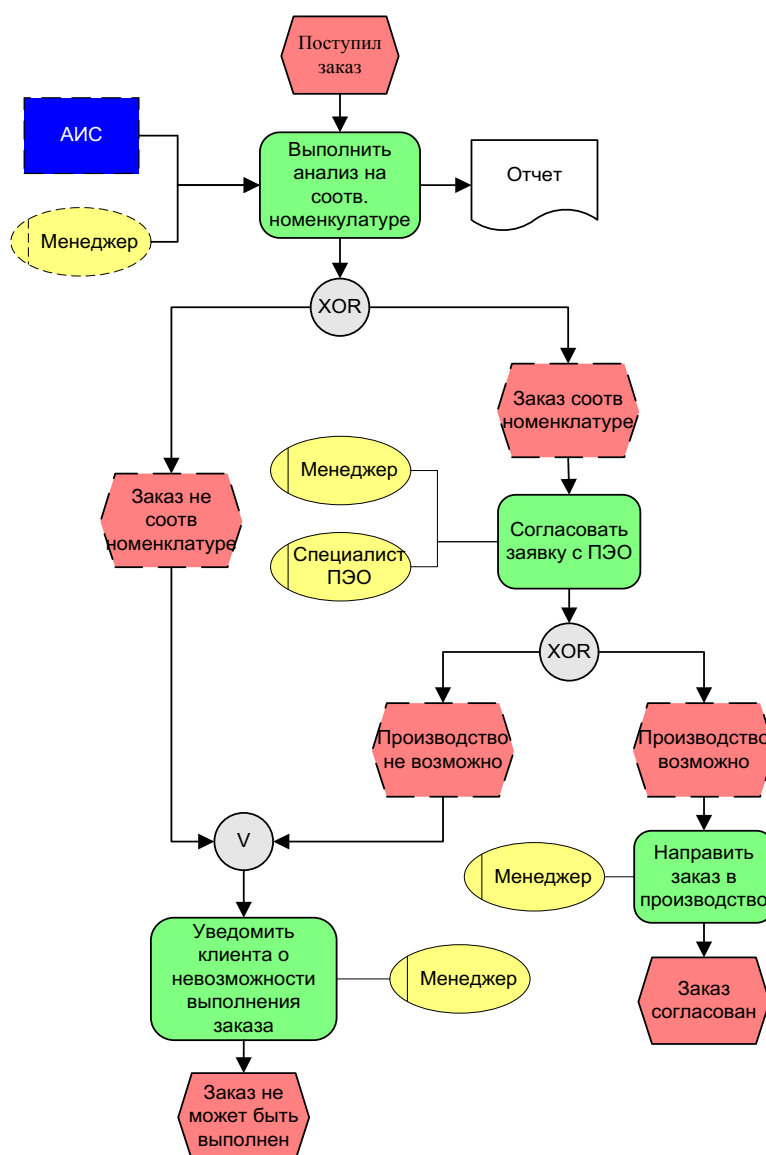 Поступил
заказ
АИС
Выполнить
анализ на
соотв.
номенкулатуре
Отчет
Менеджер
XOR
Заказ соотв
номенклатуре
Менеджер
Заказ не
соотв
номенклатуре
Согласовать
заявку с ПЭО
Специалист
ПЭО
XOR
Производство
не возможно
Производство
возможно
V
Менеджер
Направить
заказ в
производство
Уведомить
клиента о
невозможности
выполнения
заказа
Менеджер
Заказ
согласован
Заказ не
может быть
выполнен